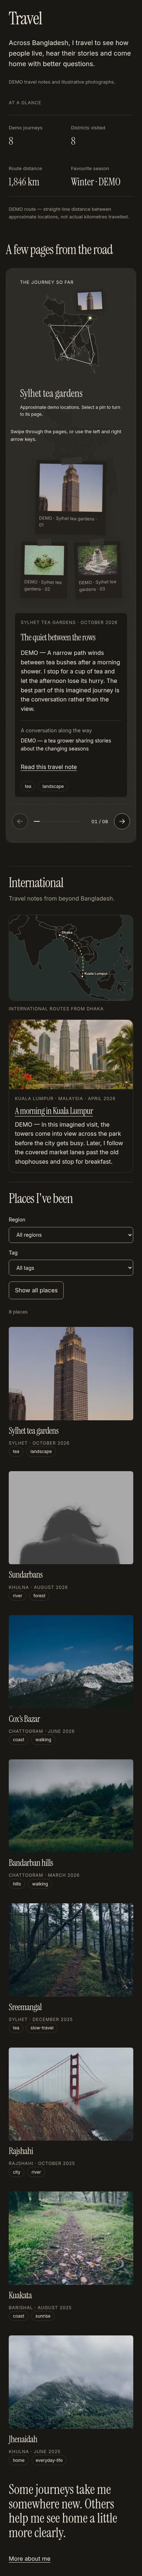 Travel
Across Bangladesh, I travel to see how
people live, hear their stories and come
home with better questions.
DEMO travel notes and illustrative photographs.
AT A GLANCE
Demo journeys
8
Districts visited
8
Route distance
1,846 km
Favourite season
Winter · DEMO
DEMO route — straight-line distance between
approximate locations, not actual kilometres travelled.
A few pages from the road
THE JOURNEY SO FAR
Sylhet tea gardens
Approximate demo locations. Select a pin to turn
to its page.
Swipe through the pages, or use the left and right
arrow keys.
DEMO · Sylhet tea gardens ·
01
DEMO · Sylhet tea
gardens · 02
DEMO · Sylhet tea
gardens · 03
SYLHET TEA GARDENS · OCTOBER 2026
The quiet between the rows
DEMO — A narrow path winds
between tea bushes after a morning
shower. I stop for a cup of tea and
let the afternoon lose its hurry. The
best part of this imagined journey is
the conversation rather than the
view.
A conversation along the way
DEMO — a tea grower sharing stories
about the changing seasons
Read this travel note
tea
landscape
01 / 08
International
Travel notes from beyond Bangladesh.
Dhaka
Kuala Lumpur
INTERNATIONAL ROUTES FROM DHAKA
KUALA LUMPUR · MALAYSIA · APRIL 2026
A morning in Kuala Lumpur
DEMO — In this imagined visit, the
towers come into view across the park
before the city gets busy. Later, I follow
the covered market lanes past the old
shophouses and stop for breakfast.
Places I've been
Region
All regions
Tag
All tags
Show all places
8 places
Sylhet tea gardens
SYLHET · OCTOBER 2026
tea
landscape
Sundarbans
KHULNA · AUGUST 2026
river
forest
Cox's Bazar
CHATTOGRAM · JUNE 2026
coast
walking
Bandarban hills
CHATTOGRAM · MARCH 2026
hills
walking
Sreemangal
SYLHET · DECEMBER 2025
tea
slow-travel
Rajshahi
RAJSHAHI · OCTOBER 2025
city
river
Kuakata
BARISHAL · AUGUST 2025
coast
sunrise
Jhenaidah
KHULNA · JUNE 2025
home
everyday-life
Some journeys take me
somewhere new. Others
help me see home a little
more clearly.
More about me